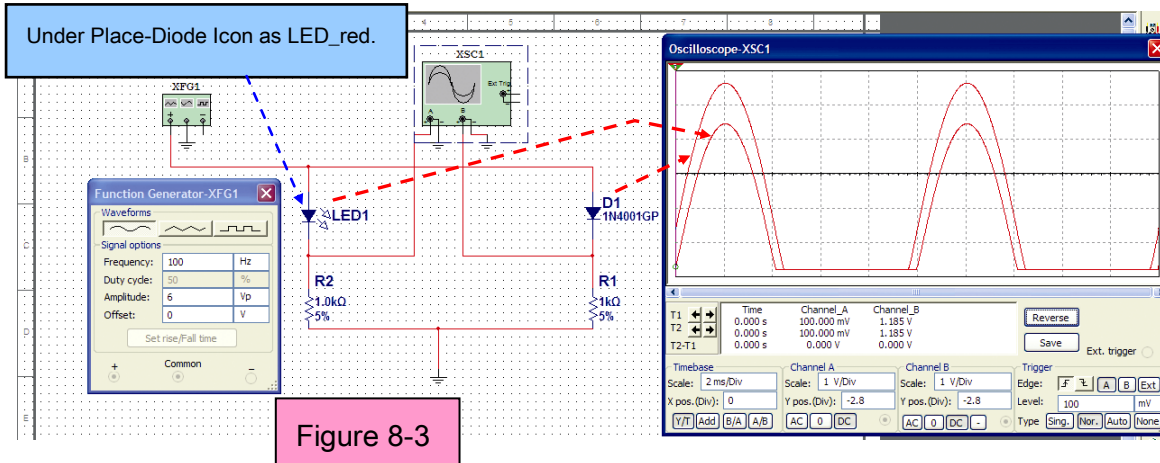 Under Place-Diode Icon as LED_red.
4 5 6 7 8
XSC1
Ext Trig
A B
XFG1
Function Generator-XFG1
Waveforms
Signal options
Frequency: 100 Hz
Duty cycle: 50 %
Amplitude: 6 Vp
Offset: 0 V
Set rise/Fall time
+ Common −
LED1
D1
1N4001GP
R2
1.0kΩ
5%
R1
1kΩ
5%
B
C
D
E
Figure 8-3
Oscilloscope-XSC1
Time Channel_A Channel_B
T1 0.000 s 100.000 mV 1.185 V
T2 0.000 s 100.000 mV 1.185 V
T2-T1 0.000 s 0.000 V 0.000 V
Reverse
Save
Ext. trigger
Timebase
Scale: 2 ms/Div
X pos.(Div): 0
Y/T Add B/A A/B
Channel A
Scale: 1 V/Div
Y pos.(Div): -2.8
AC 0 DC
Channel B
Scale: 1 V/Div
Y pos.(Div): -2.8
AC 0 DC -
Trigger
Edge: A B Ext
Level: 100 mV
Type Sing. Nor. Auto None